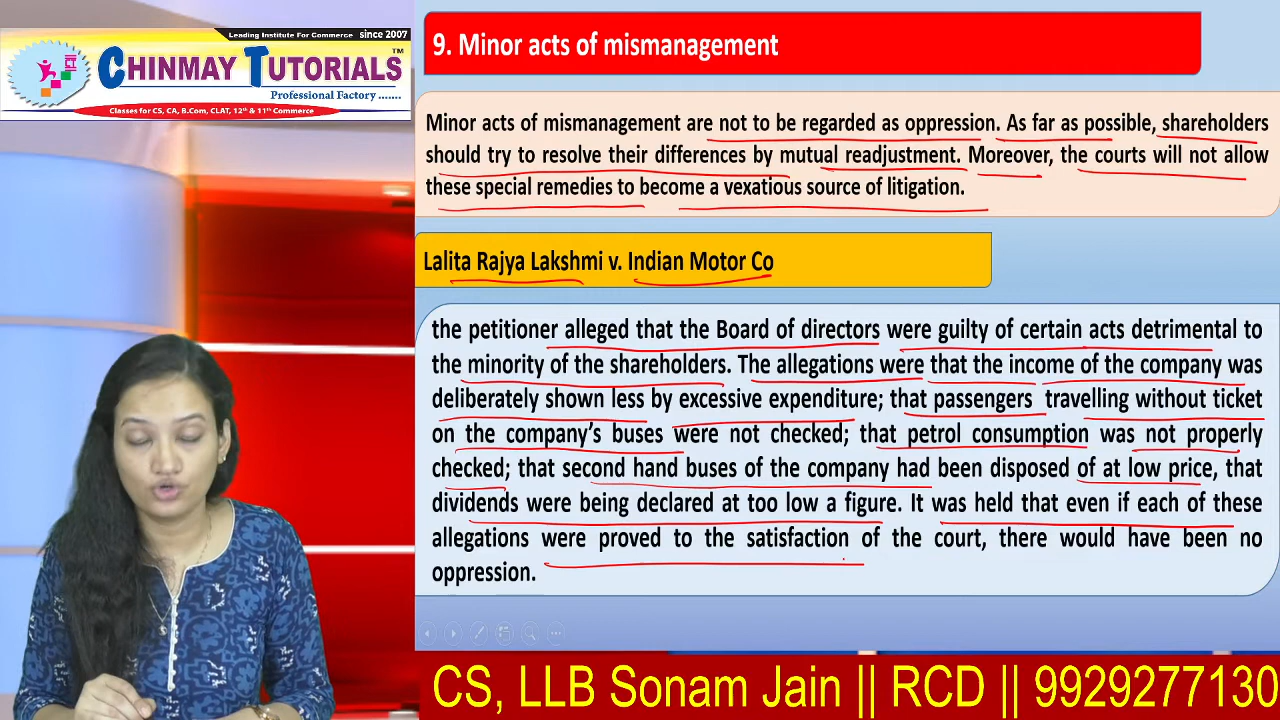 Leading Institute For Commerce since 2007
CHINMAY TUTORIALS™
Professional Factory .......
Classes for CS, CA, B.Com, CLAT, 12th & 11th Commerce
9. Minor acts of mismanagement
Minor acts of mismanagement are not to be regarded as oppression. As far as possible, shareholders
should try to resolve their differences by mutual readjustment. Moreover, the courts will not allow
these special remedies to become a vexatious source of litigation.
Lalita Rajya Lakshmi v. Indian Motor Co
the petitioner alleged that the Board of directors were guilty of certain acts detrimental to
the minority of the shareholders. The allegations were that the income of the company was
deliberately shown less by excessive expenditure; that passengers travelling without ticket
on the company’s buses were not checked; that petrol consumption was not properly
checked; that second hand buses of the company had been disposed of at low price, that
dividends were being declared at too low a figure. It was held that even if each of these
allegations were proved to the satisfaction of the court, there would have been no
oppression.
CS, LLB Sonam Jain || RCD || 9929277130